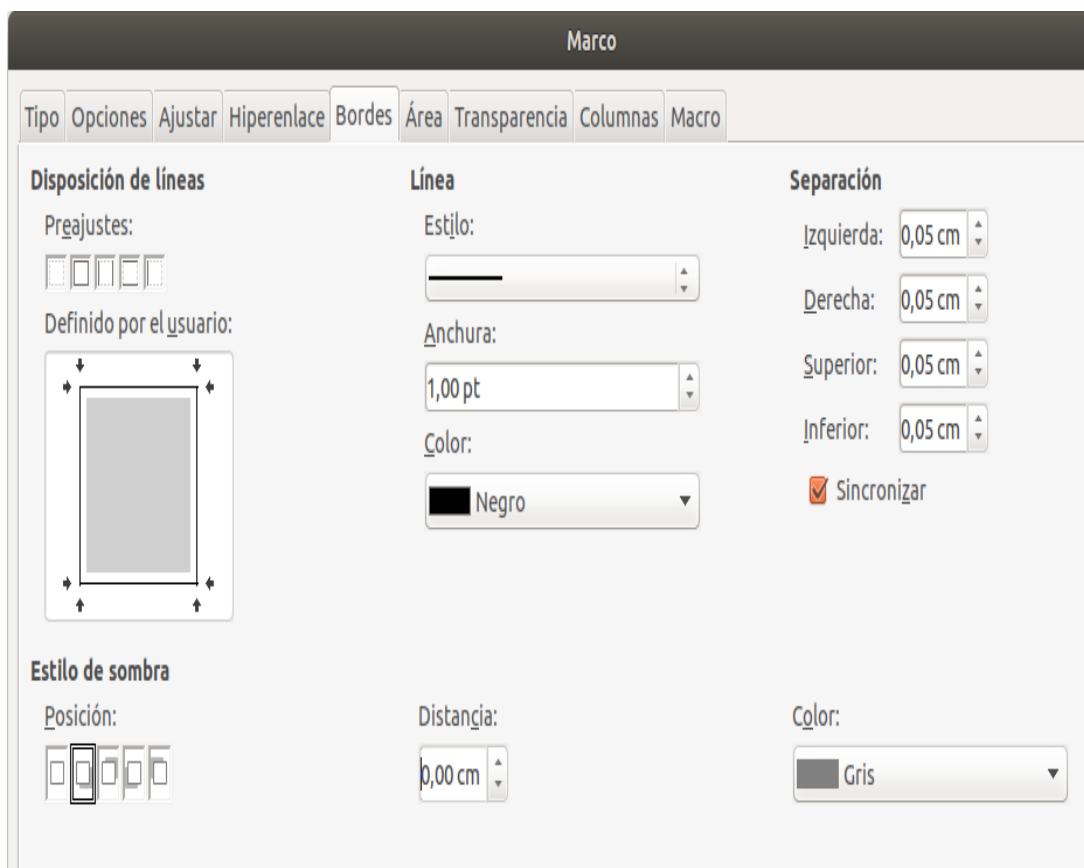 Marco
Tipo Opciones Ajustar Hiperenlace Bordes Área Transparencia Columnas Macro
Disposición de líneas
Preajustes:
Definido por el usuario:
Línea
Estilo:
Anchura:
1,00 pt
Color:
Negro
Separación
Izquierda: 0,05 cm
Derecha: 0,05 cm
Superior: 0,05 cm
Inferior: 0,05 cm
Sincronizar
Estilo de sombra
Posición:
Distancia:
0,00 cm
Color:
Gris